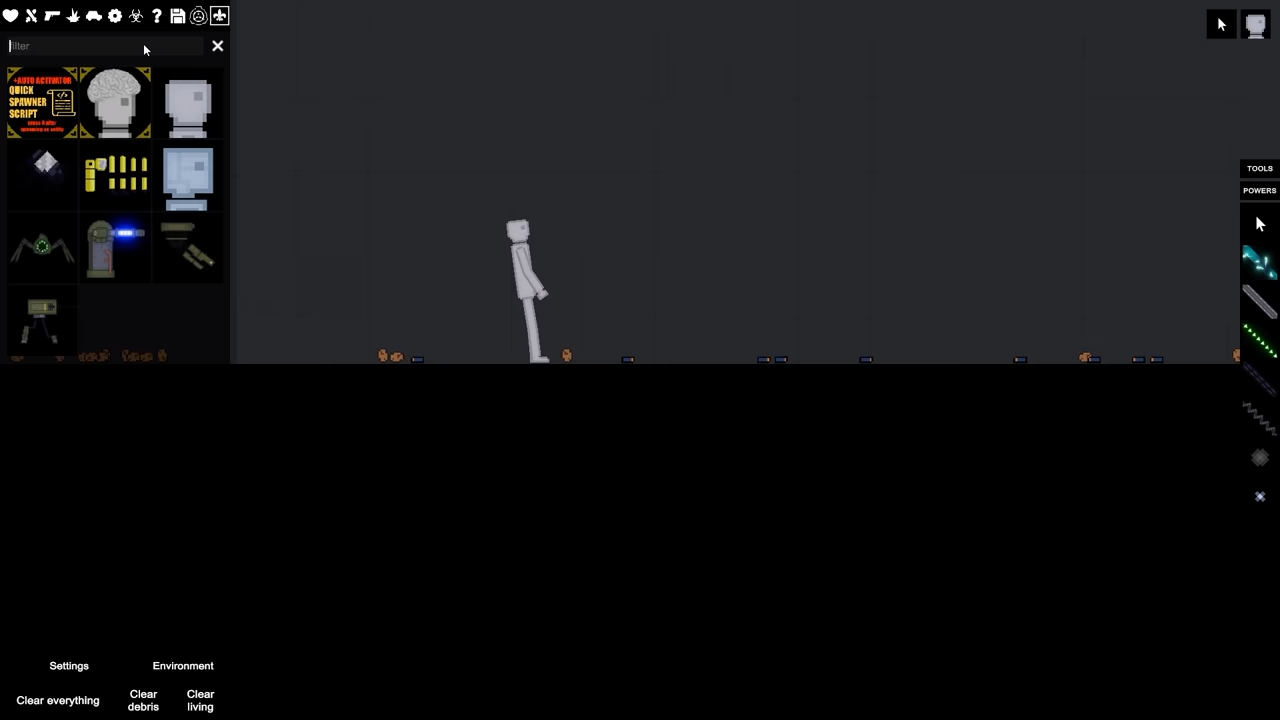 filter
+AUTO ACTIVATOR
QUICK
SPAWNER
SCRIPT
TOOLS
POWERS
Settings
Environment
Clear everything
Clear
debris
Clear
living